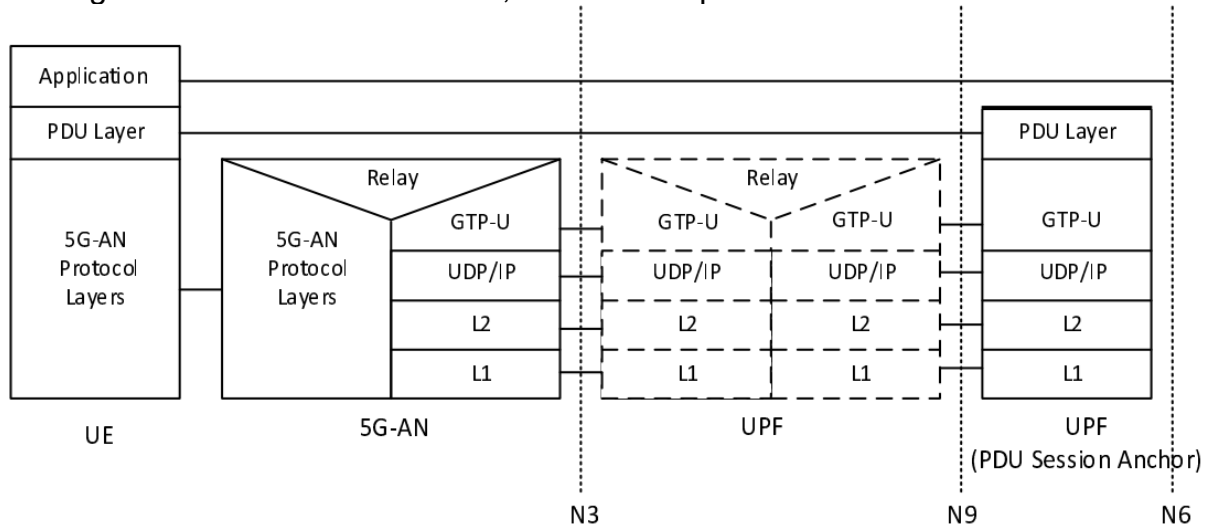 Application
PDU Layer
PDU Layer
Relay
Relay
5G-AN
Protocol
Layers
5G-AN
Protocol
Layers
GTP-U
GTP-U
GTP-U
GTP-U
UDP/IP
UDP/IP
UDP/IP
UDP/IP
L2
L2
L2
L2
L1
L1
L1
L1
UE
5G-AN
UPF
UPF
(PDU Session Anchor)
N3
N9
N6